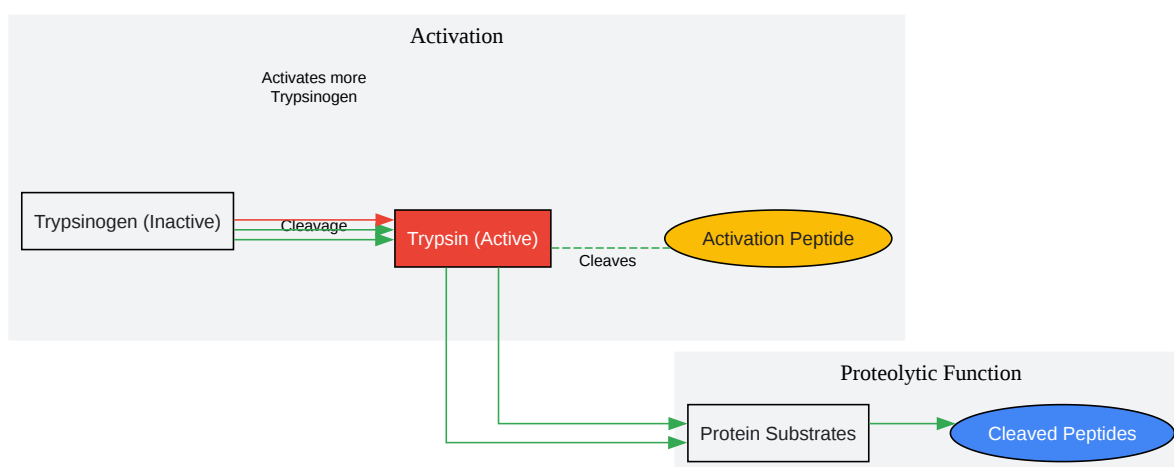 Activation
Activates more
Trypsinogen
Trypsinogen (Inactive)
Cleavage
Trypsin (Active)
Activation Peptide
Cleaves
Proteolytic Function
Protein Substrates
Cleaved Peptides